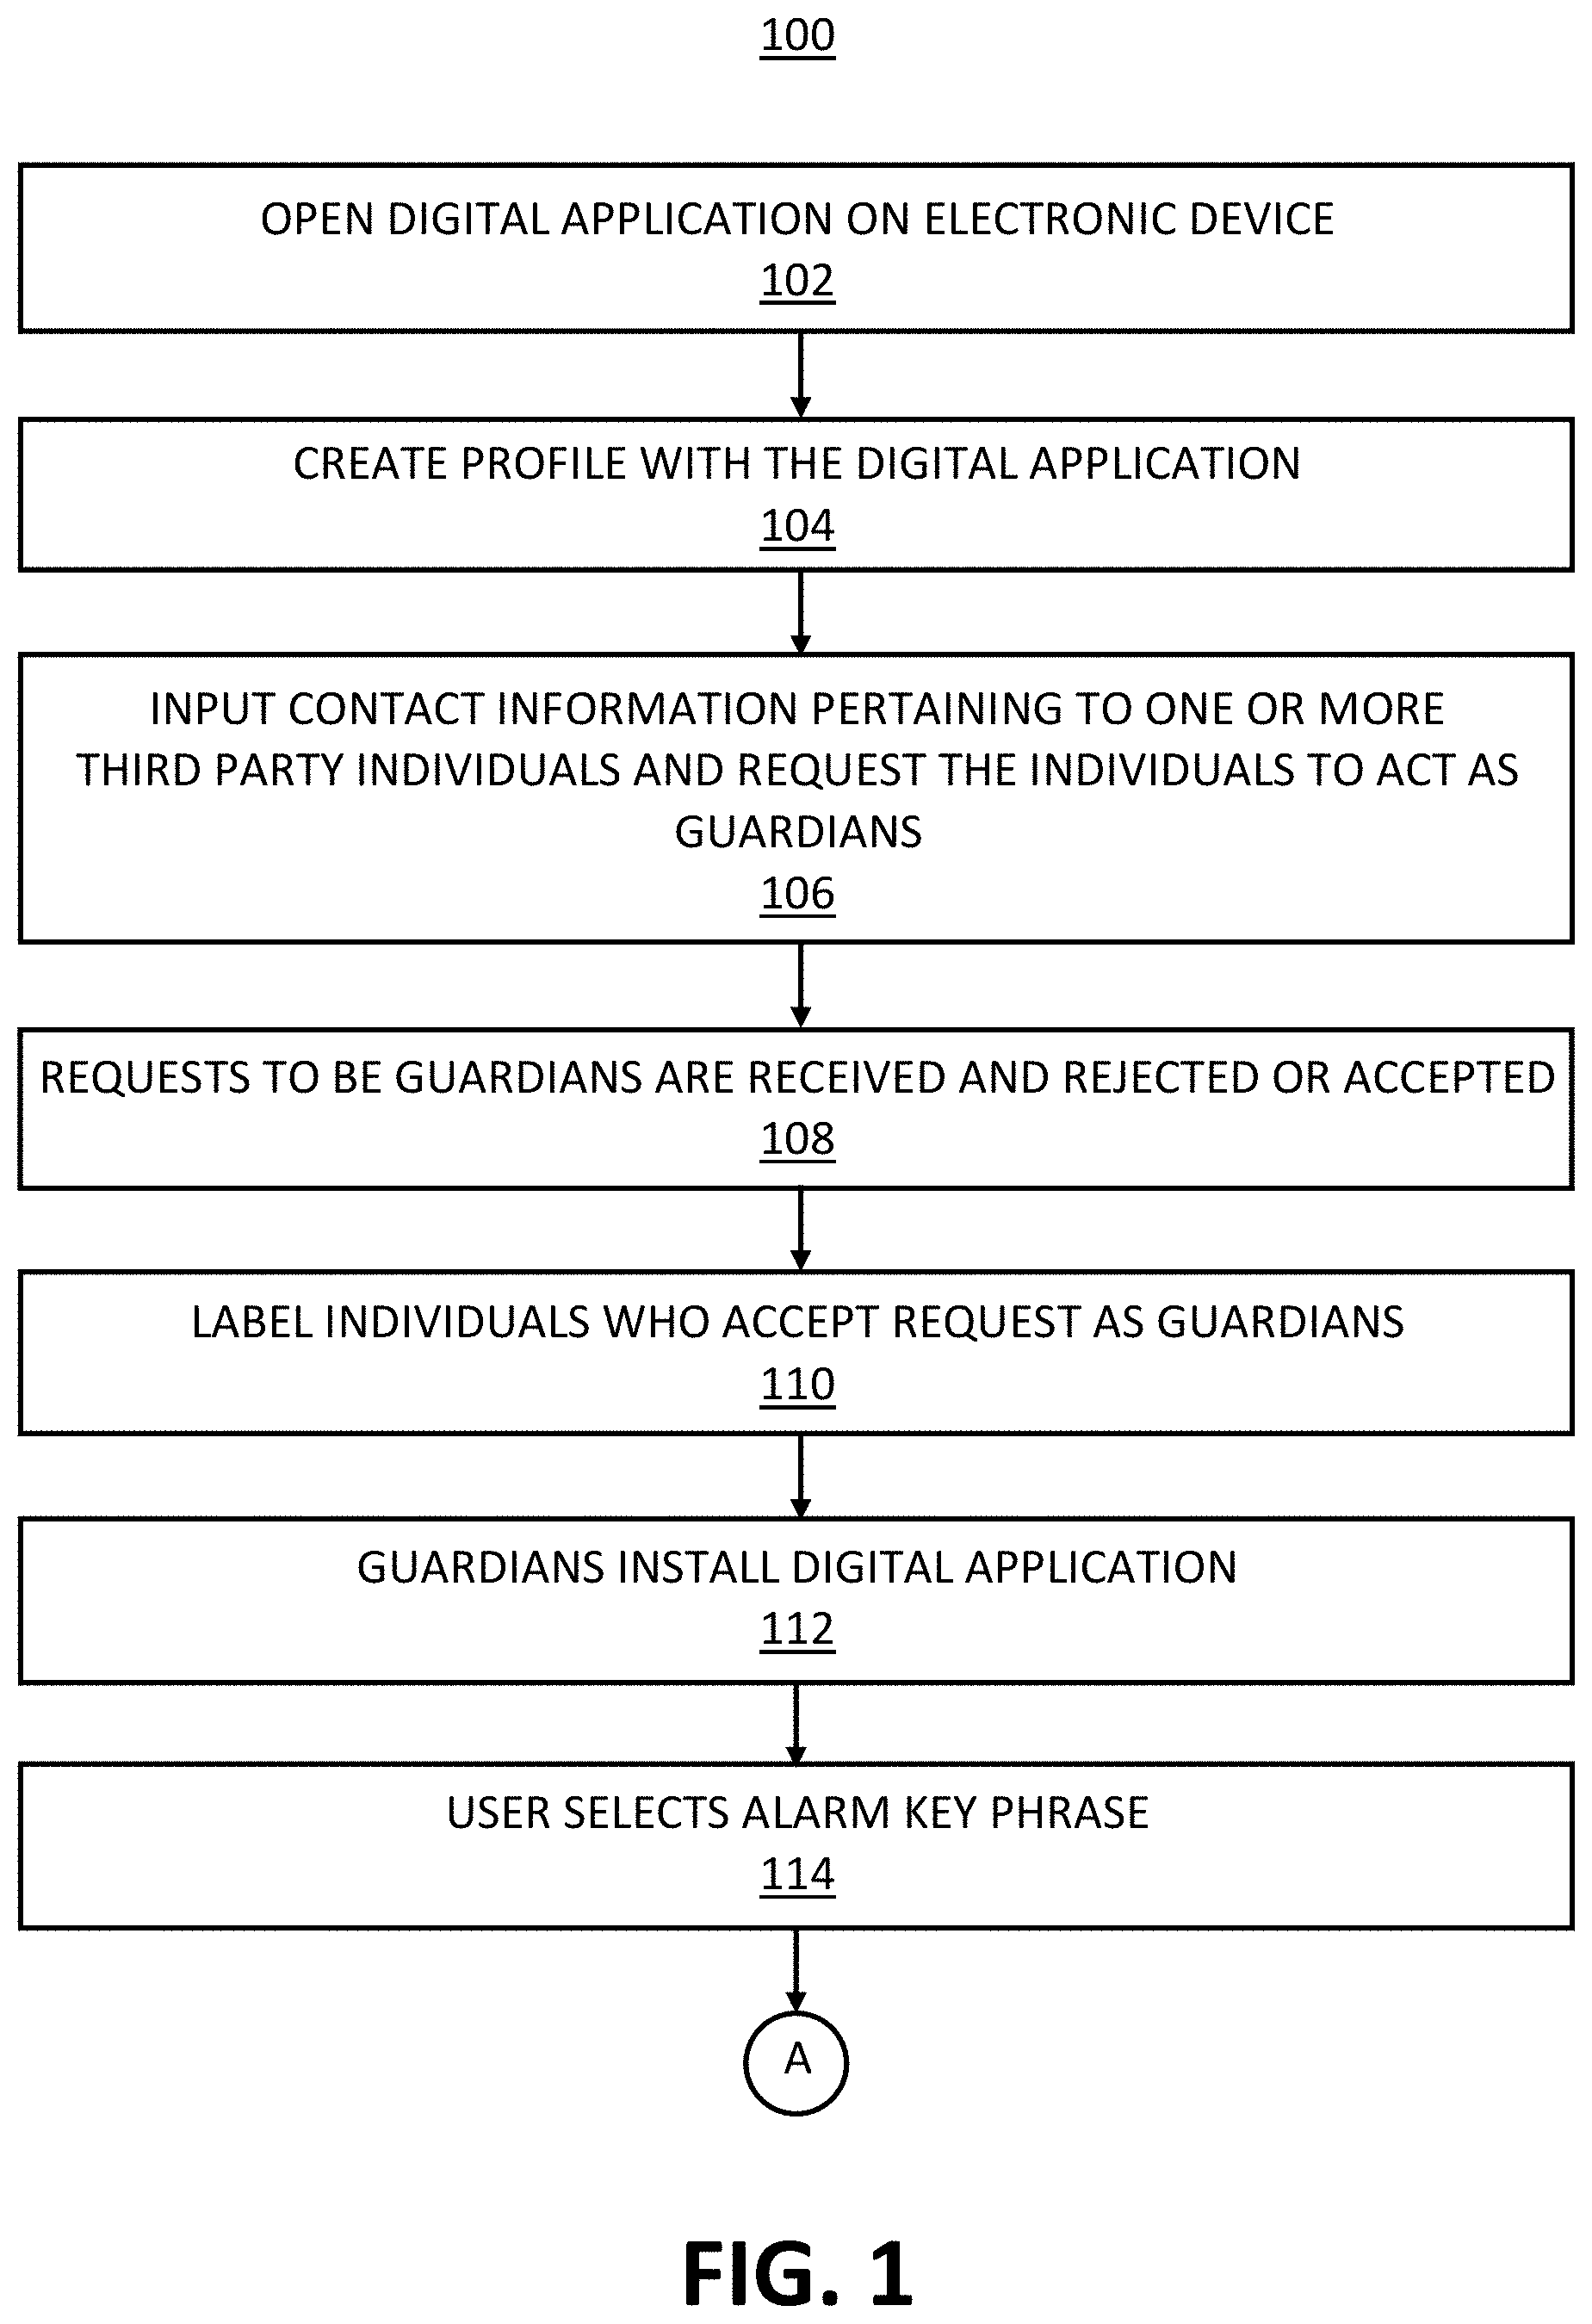 100
OPEN DIGITAL APPLICATION ON ELECTRONIC DEVICE
102
CREATE PROFILE WITH THE DIGITAL APPLICATION
104
INPUT CONTACT INFORMATION PERTAINING TO ONE OR MORE
THIRD PARTY INDIVIDUALS AND REQUEST THE INDIVIDUALS TO ACT AS
GUARDIANS
106
REQUESTS TO BE GUARDIANS ARE RECEIVED AND REJECTED OR ACCEPTED
108
LABEL INDIVIDUALS WHO ACCEPT REQUEST AS GUARDIANS
110
GUARDIANS INSTALL DIGITAL APPLICATION
112
USER SELECTS ALARM KEY PHRASE
114
A
FIG. 1